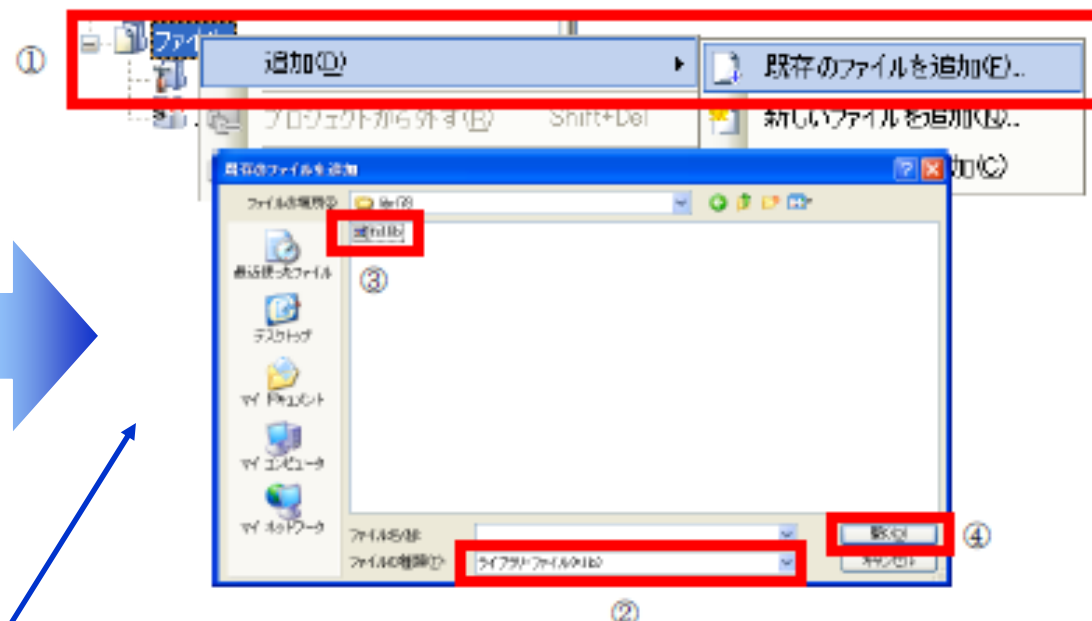 ①
ファイル
追加(D)
既存のファイルを追加(F)...
プロジェクトから外す(R) Shift+Del
新しいファイルを追加(N)...
加(C)
既存のファイルを追加
ファイルの場所(I):
③
最近使ったファイル
デスクトップ
マイ ドキュメント
マイ コンピュータ
マイ ネットワーク
ファイル名(N):
開く(O)
④
ファイルの種類(T):
ライブラリ・ファイル(*.lib)
キャンセル
②